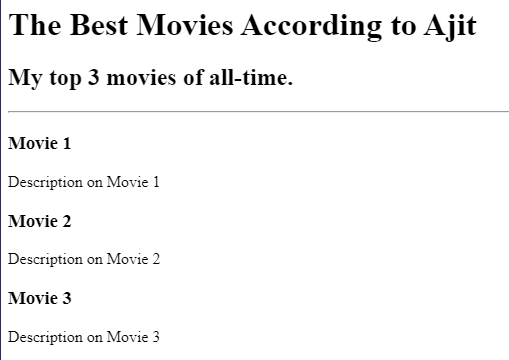 The Best Movies According to Ajit
My top 3 movies of all-time.
Movie 1
Description on Movie 1
Movie 2
Description on Movie 2
Movie 3
Description on Movie 3